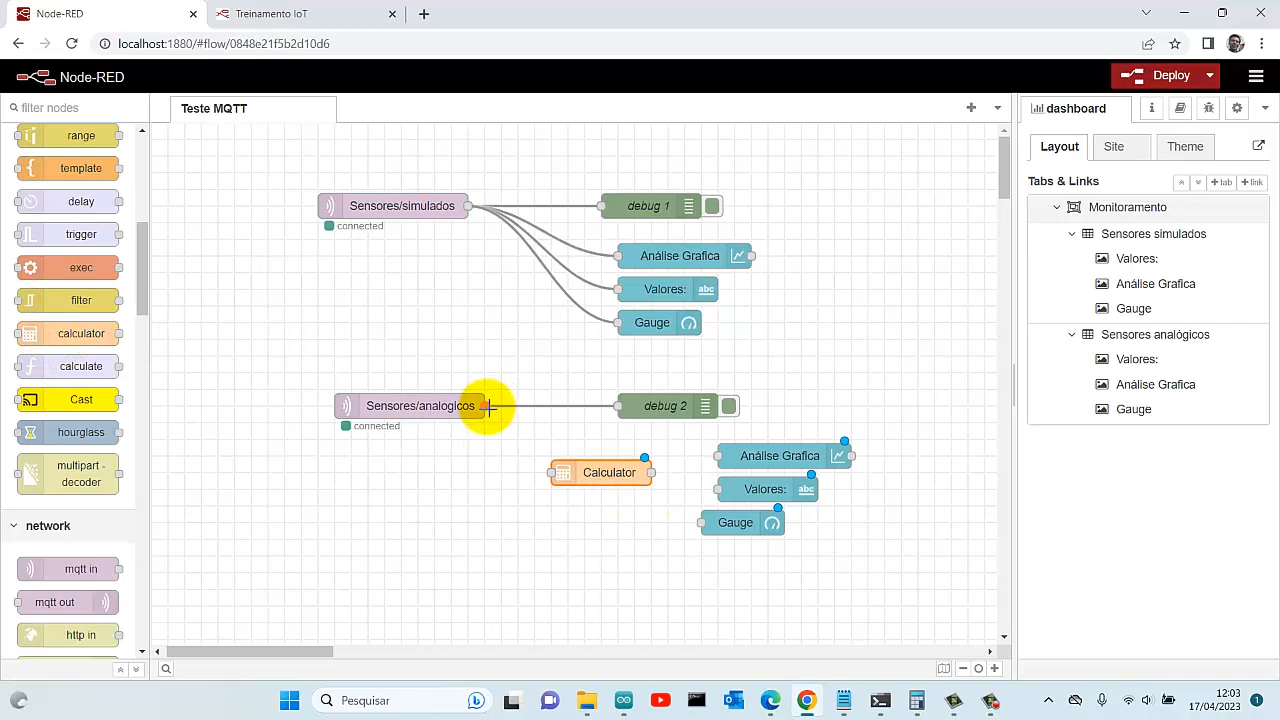 Node-RED
Treinamento IoT
localhost:1880/#flow/0848e21f5b2d10d6
Node-RED
Deploy
filter nodes
Teste MQTT
dashboard
range
template
delay
trigger
exec
filter
calculator
calculate
Cast
hourglass
multipart -
decoder
network
mqtt in
mqtt out
http in
Sensores/simulados
connected
debug 1
Análise Grafica
Valores:
abc
Gauge
Sensores/analogicos
connected
debug 2
Calculator
Análise Grafica
Valores:
abc
Gauge
Layout
Site
Theme
Tabs & Links
+tab
+link
Monitoramento
Sensores simulados
Valores:
Análise Grafica
Gauge
Sensores analógicos
Valores:
Análise Grafica
Gauge
Pesquisar
12:03
17/04/2023
1